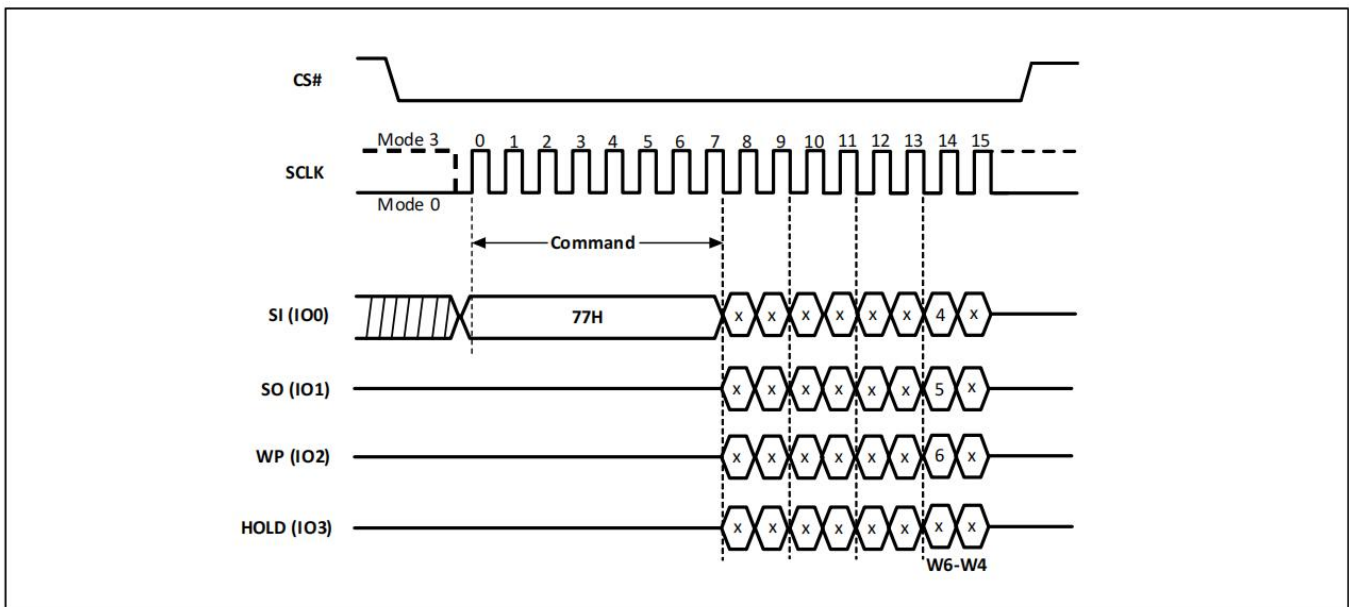 CS#
Mode 3
0 1 2 3 4 5 6 7 8 9 10 11 12 13 14 15
SCLK
Mode 0
Command
SI (IO0) 77H x x x x x x 4 x
SO (IO1) x x x x x x 5 x
WP (IO2) x x x x x x 6 x
HOLD (IO3) x x x x x x x x
W6-W4